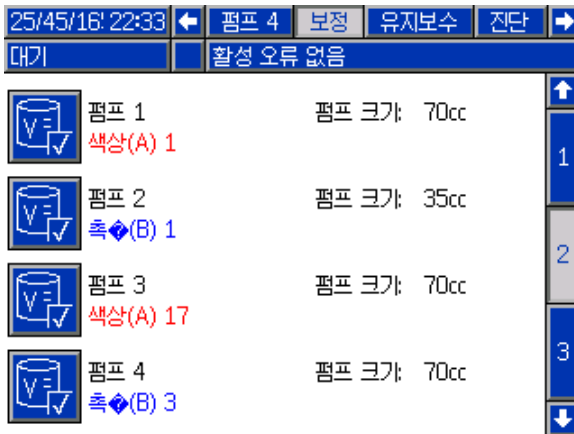 25/45/16' 22:33 펌프 4 보정 유지보수 진단
대기 활성 오류 없음
펌프 1 펌프 크기: 70cc
색상(A) 1
1
펌프 2 펌프 크기: 35cc
촉�(B) 1
2
펌프 3 펌프 크기: 70cc
색상(A) 17
펌프 4 펌프 크기: 70cc
3
촉�(B) 3